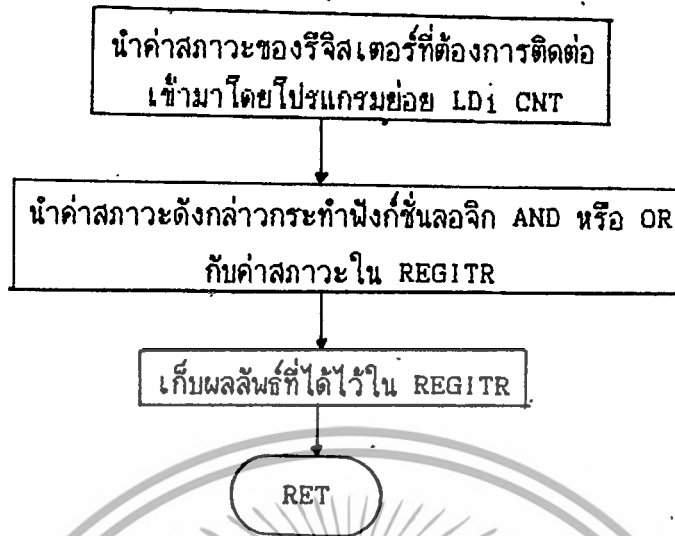 นำค่าสภาวะของรีจิสเตอร์ที่ต้องการติดต่อ
เข้ามาโดยโปรแกรมย่อย LDi CNT
นำค่าสภาวะดังกล่าวกระทำฟังก์ชั่นลอจิก AND หรือ OR
กับค่าสภาวะใน REGITR
เก็บผลลัพธ์ที่ได้ไว้ใน REGITR
RET